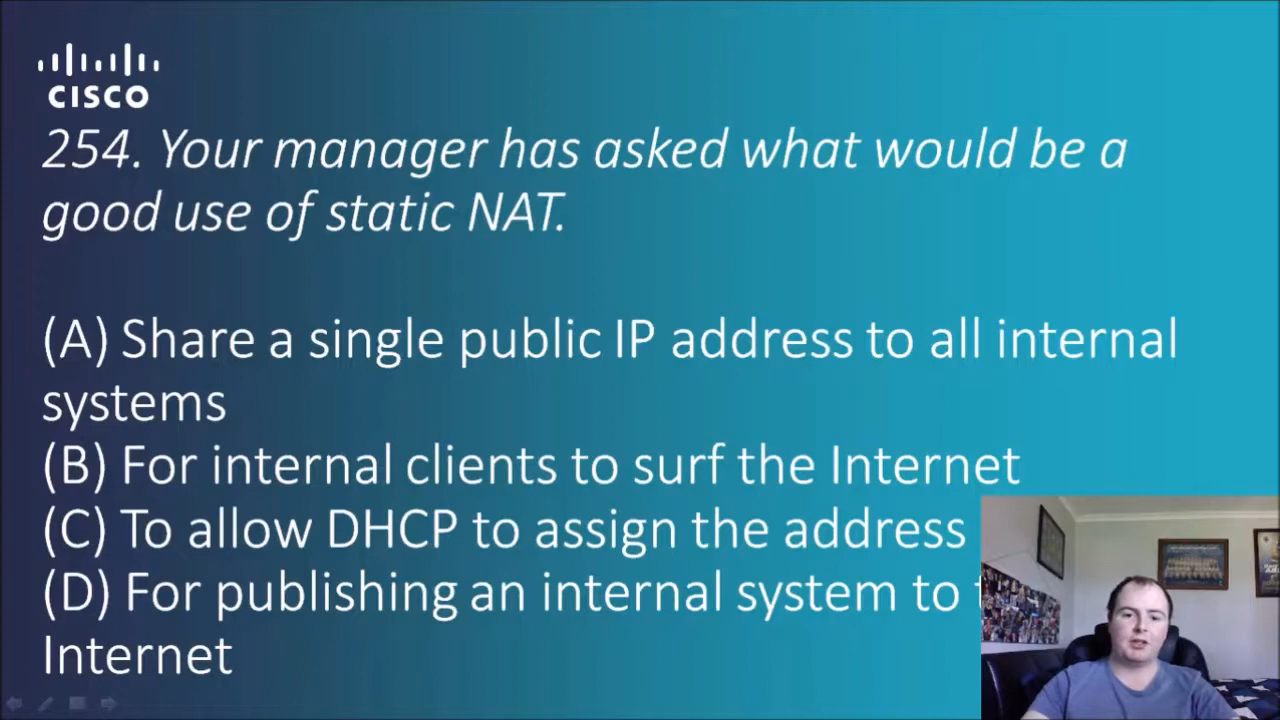 CISCO
254. Your manager has asked what would be a
good use of static NAT.
(A) Share a single public IP address to all internal
systems
(B) For internal clients to surf the Internet
(C) To allow DHCP to assign the address
(D) For publishing an internal system to
Internet